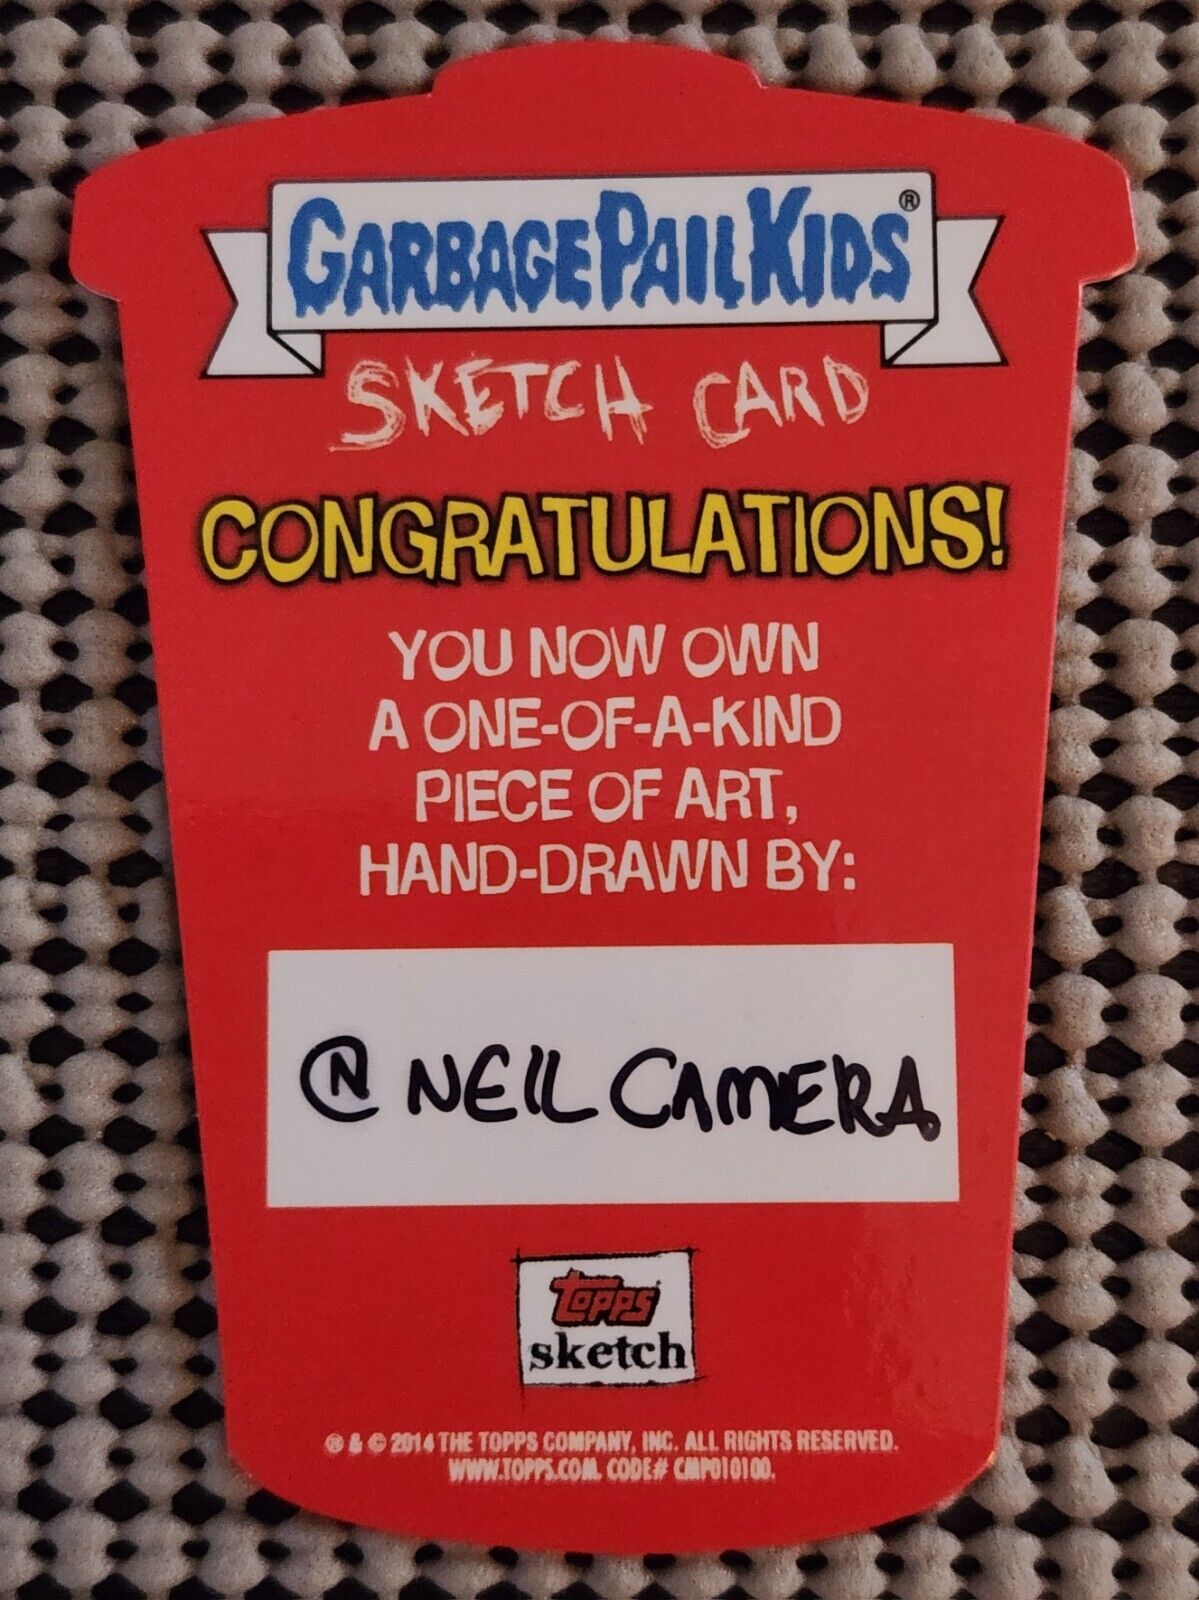 GARBAGE PAIL KIDS®
SKETCH CARD
CONGRATULATIONS!
YOU NOW OWN
A ONE-OF-A-KIND
PIECE OF ART,
HAND-DRAWN BY:
@ NEIL CAMERA
topps
sketch
® & © 2014 THE TOPPS COMPANY, INC. ALL RIGHTS RESERVED.
WWW.TOPPS.COM. CODE# CMP010100.